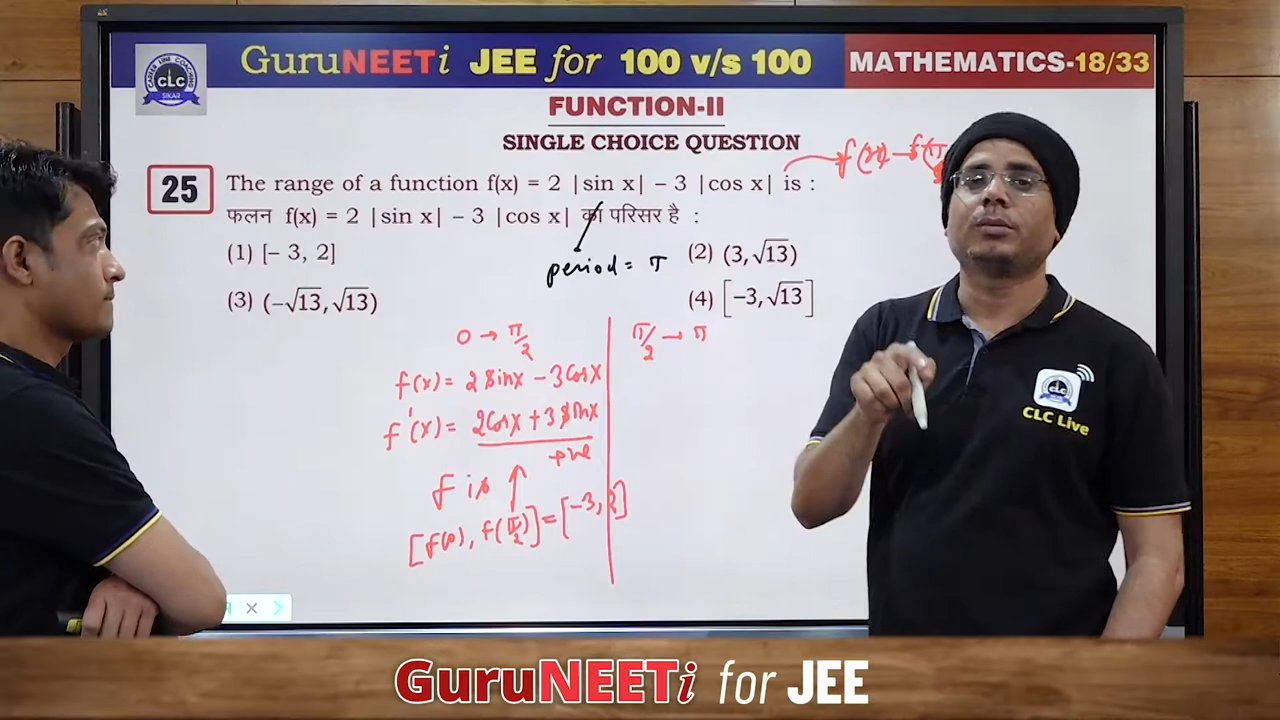 GuruNEETi JEE for 100 v/s 100
MATHEMATICS-18/33
CLC
SIKAR
FUNCTION-II
SINGLE CHOICE QUESTION
25
The range of a function f(x) = 2 |sin x| − 3 |cos x| is :
फलन f(x) = 2 |sin x| − 3 |cos x| का परिसर है :
(1) [− 3, 2]
(2) (3,√13)
(3) (−√13,√13)
(4) [−3,√13]
period = π
0 → π/2
π/2 → π
f(x) = 2 sinx − 3 cosx
f'(x) = 2cosx + 3 sinx
+ve
f is ↑
[f(0), f(π/2)] = [−3, 2]
CLC
CLC Live
GuruNEETi for JEE